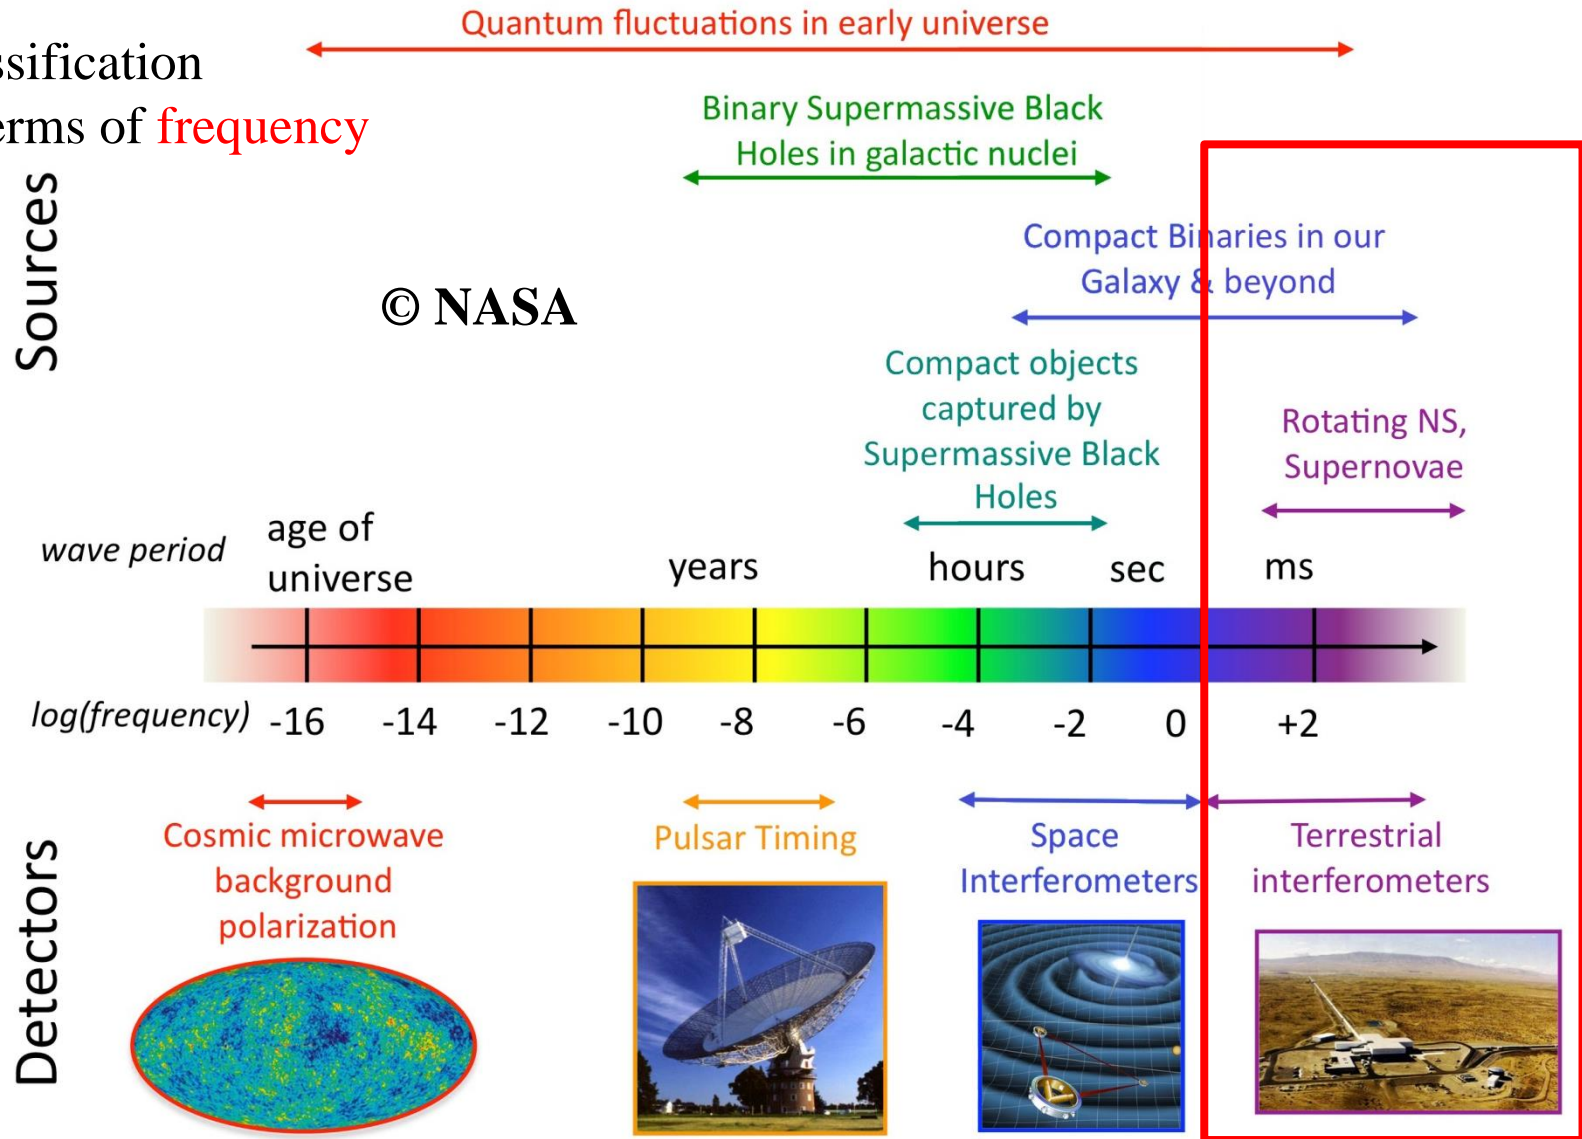 Quantum fluctuations in early universe
ssification
erms of frequency
Binary Supermassive Black
Holes in galactic nuclei
Sources
Compact Binaries in our
Galaxy & beyond
© NASA
Compact objects
captured by
Supermassive Black
Holes
Rotating NS,
Supernovae
wave period
age of
universe
years
hours
sec
ms
log(frequency) -16 -14 -12 -10 -8 -6 -4 -2 0 +2
Detectors
Cosmic microwave
background
polarization
Pulsar Timing
Space
Interferometers
Terrestrial
interferometers